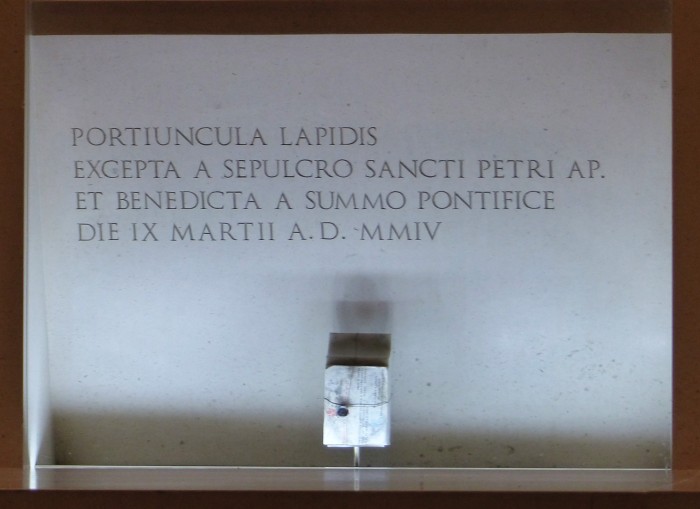 PORTIUNCULA LAPIDIS
EXCEPTA A SEPULCRO SANCTI PETRI AP.
ET BENEDICTA A SUMMO PONTIFICE
DIE IX MARTII A.D. MMIV